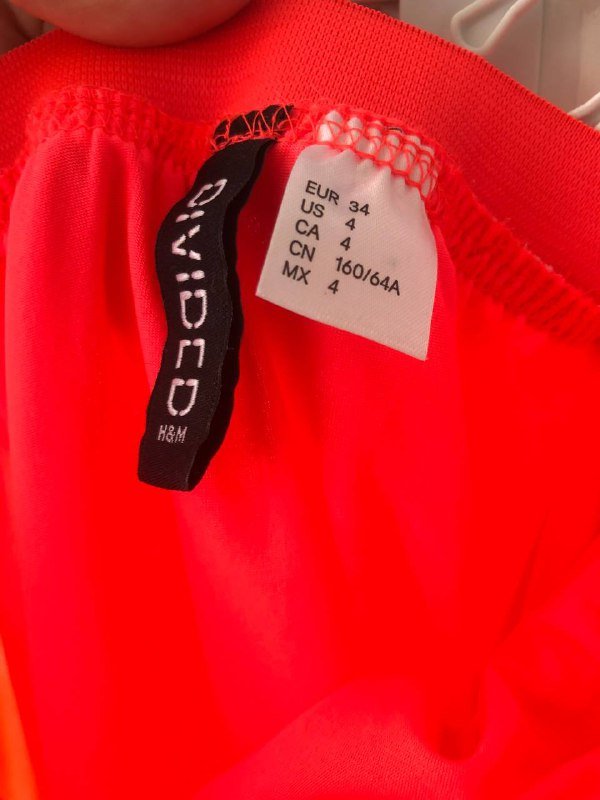 DIVIDED
H&M
EUR 34
US 4
CA 4
CN 160/64A
MX 4